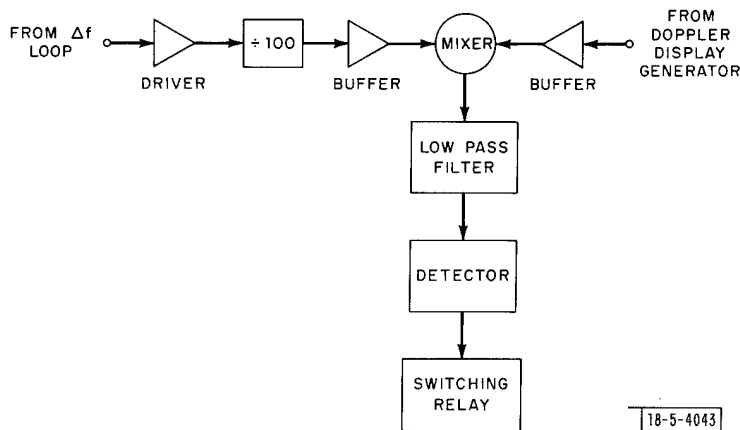 FROM Δf
LOOP
DRIVER
÷100
BUFFER
MIXER
BUFFER
FROM
DOPPLER
DISPLAY
GENERATOR
LOW PASS
FILTER
DETECTOR
SWITCHING
RELAY
18-5-4043